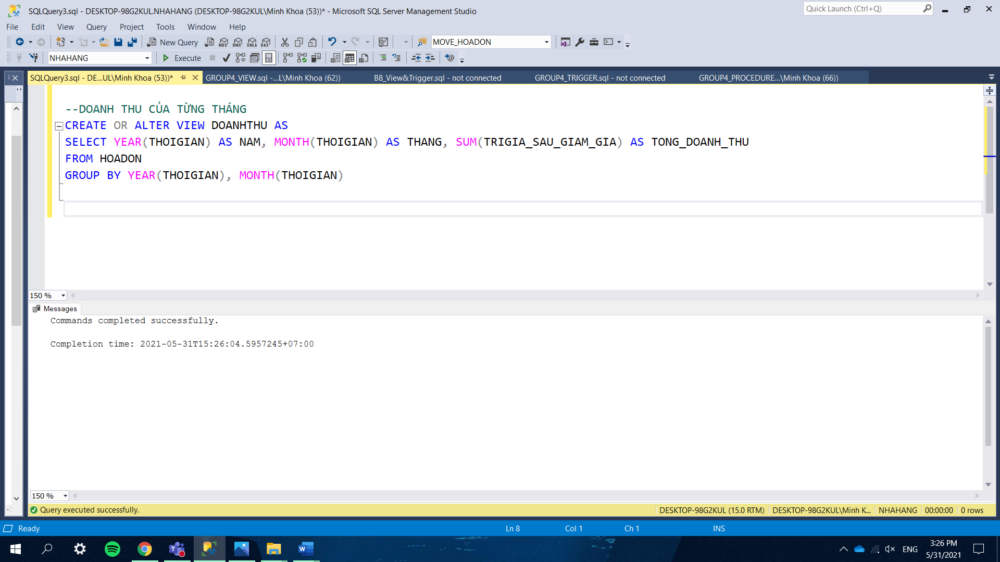 SQLQuery3.sql - DESKTOP-98G2KUL.NHAHANG (DESKTOP-98G2KUL\Minh Khoa (53))* - Microsoft SQL Server Management Studio
Quick Launch (Ctrl+Q)
File Edit View Query Project Tools Window Help
New Query MDX DMX XMLA DAX MOVE_HOADON
NHAHANG Execute
SQLQuery3.sql - DE...UL\Minh Khoa (53))* GROUP4_VIEW.sql -...L\Minh Khoa (62)) B8_View&Trigger.sql - not connected GROUP4_TRIGGER.sql - not connected GROUP4_PROCEDURE...\Minh Khoa (66))
--DOANH THU CỦA TỪNG THÁNG
CREATE OR ALTER VIEW DOANHTHU AS
SELECT YEAR(THOIGIAN) AS NAM, MONTH(THOIGIAN) AS THANG, SUM(TRIGIA_SAU_GIAM_GIA) AS TONG_DOANH_THU
FROM HOADON
GROUP BY YEAR(THOIGIAN), MONTH(THOIGIAN)
150 %
Messages
Commands completed successfully.
Completion time: 2021-05-31T15:26:04.5957245+07:00
150 %
Query executed successfully. DESKTOP-98G2KUL (15.0 RTM) DESKTOP-98G2KUL\Minh K... NHAHANG 00:00:00 0 rows
Ready Ln 8 Col 1 Ch 1 INS
ENG 3:26 PM
5/31/2021